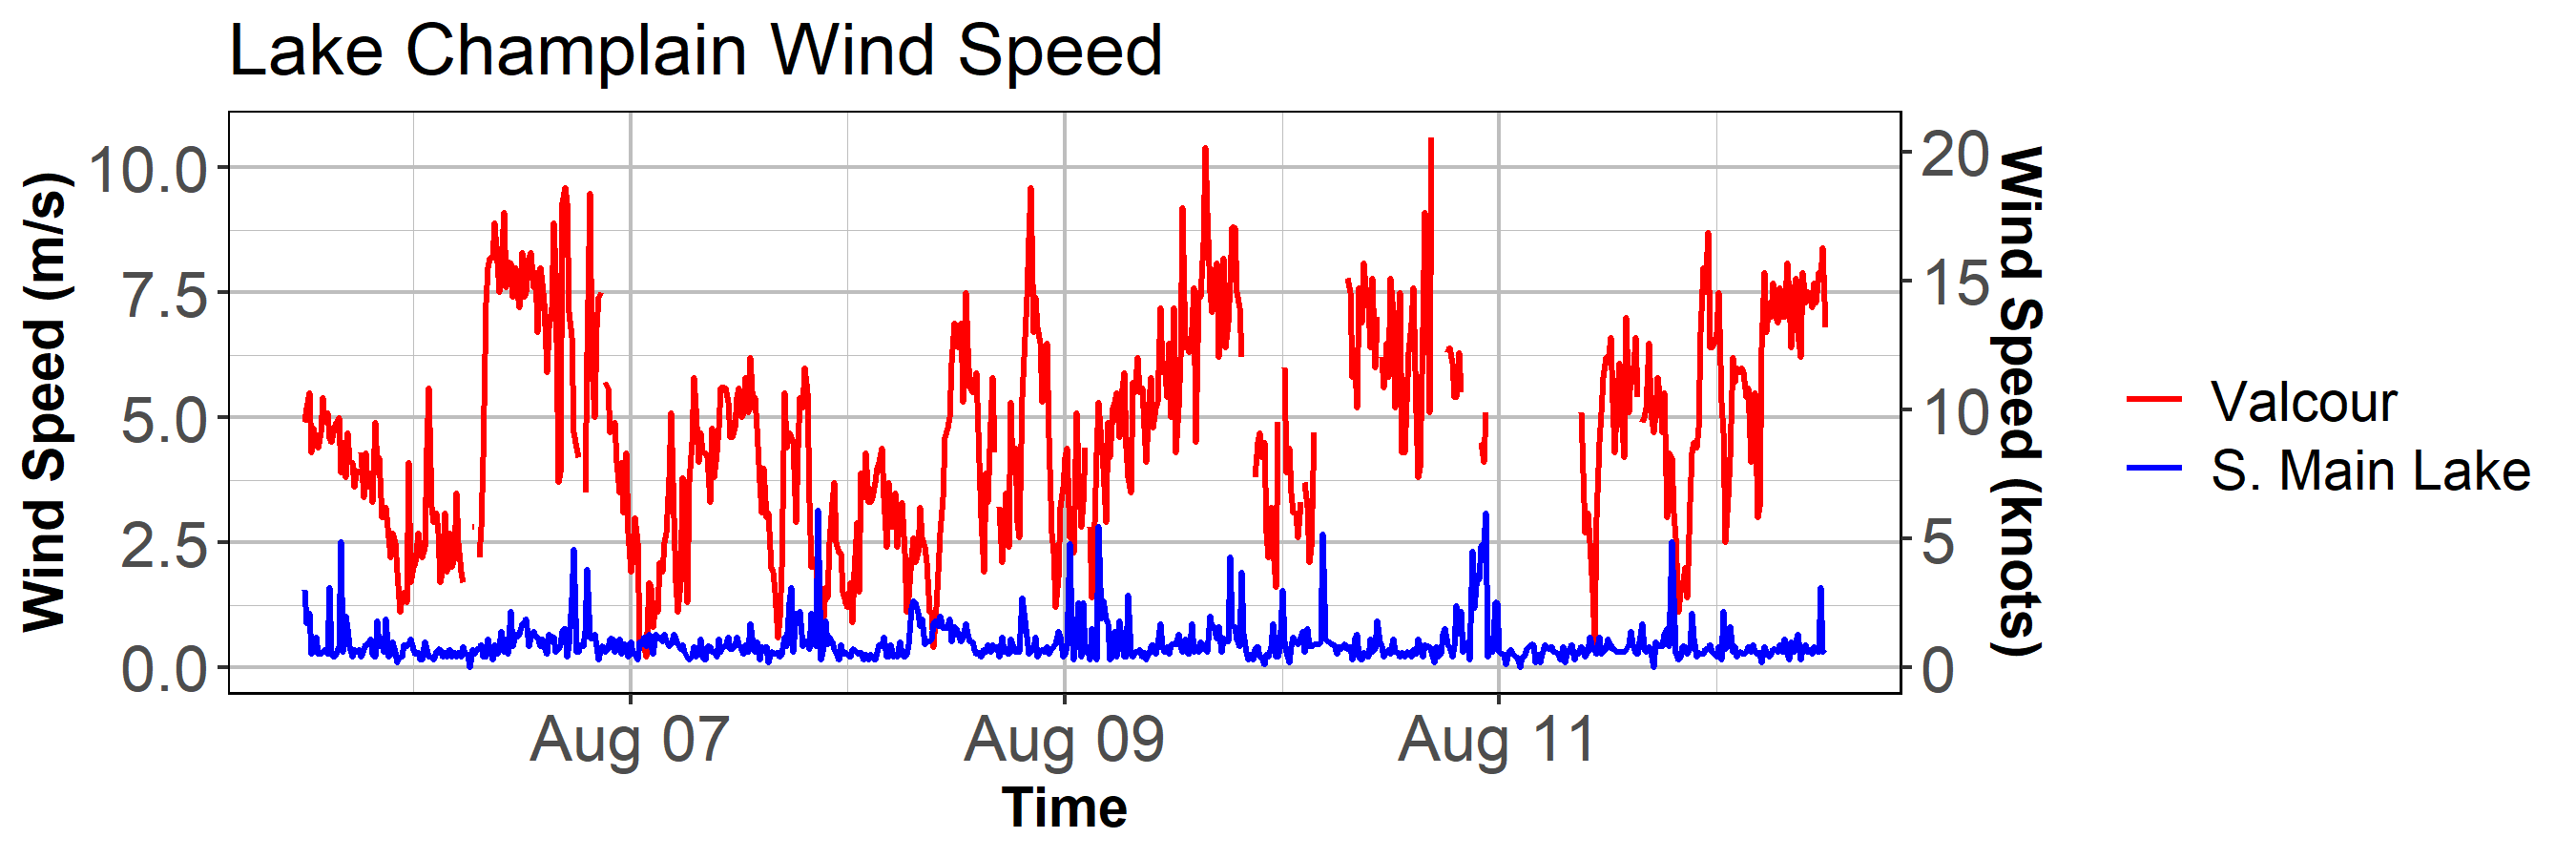 Lake Champlain Wind Speed
Wind Speed (m/s)
10.0
7.5
5.0
2.5
0.0
20
15
10
5
0
Wind Speed (knots)
Aug 07
Aug 09
Aug 11
Time
Valcour
S. Main Lake